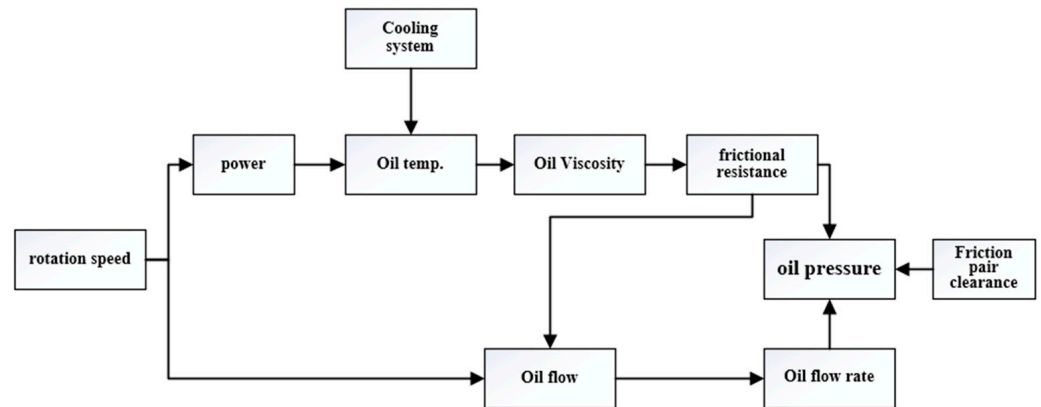 Cooling
system
power
Oil temp.
Oil Viscosity
frictional
resistance
rotation speed
oil pressure
Friction
pair
clearance
Oil flow
Oil flow rate